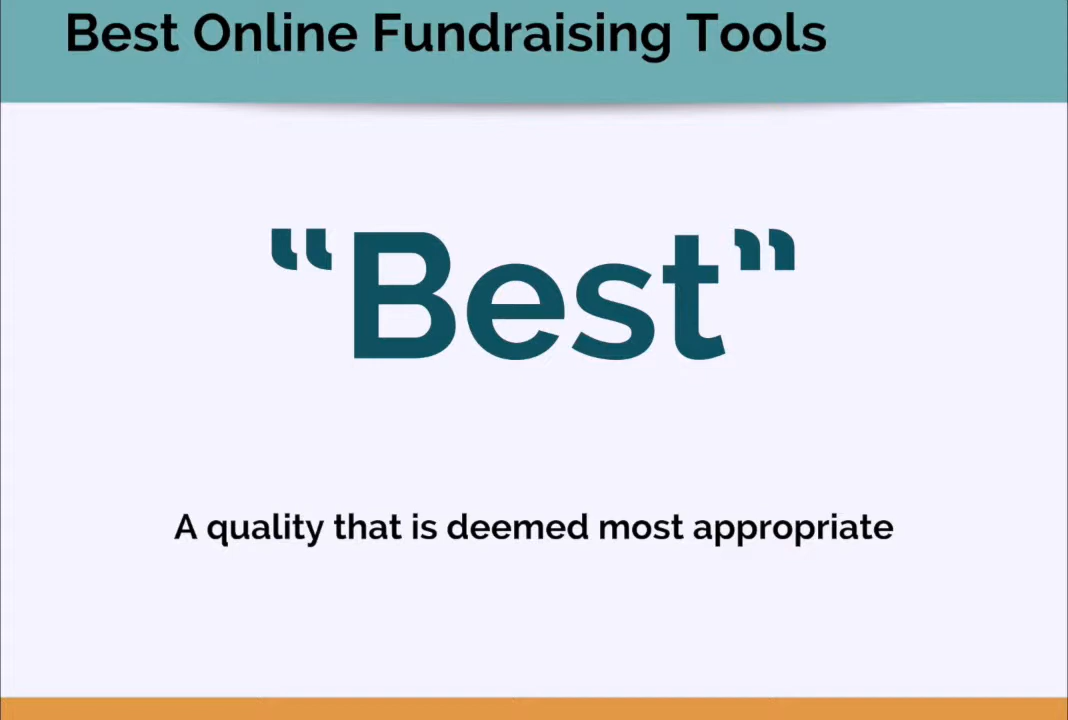 Best Online Fundraising Tools
“Best”
A quality that is deemed most appropriate